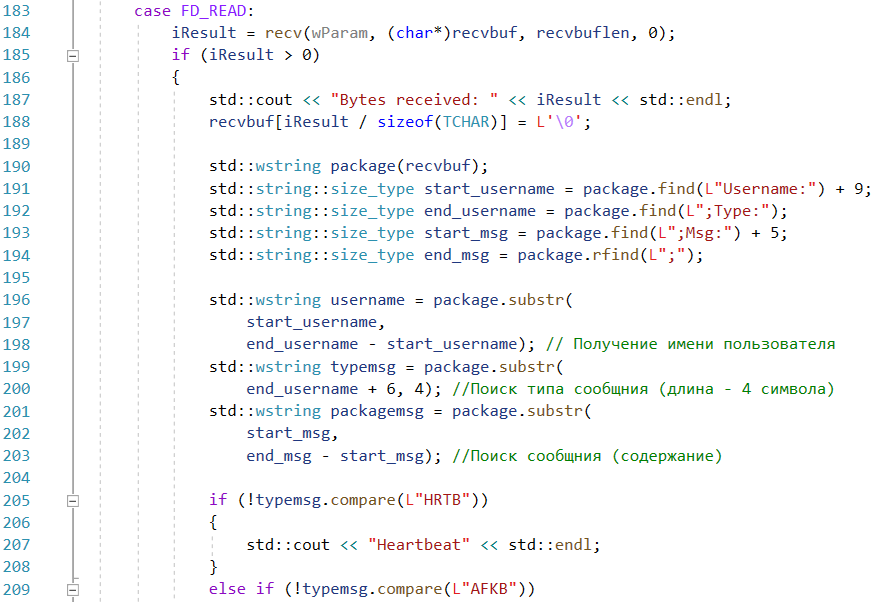 183 case FD_READ:
184 iResult = recv(wParam, (char*)recvbuf, recvbuflen, 0);
185 if (iResult > 0)
186 {
187 std::cout << "Bytes received: " << iResult << std::endl;
188 recvbuf[iResult / sizeof(TCHAR)] = L'\0';
189
190 std::wstring package(recvbuf);
191 std::string::size_type start_username = package.find(L"Username:") + 9;
192 std::string::size_type end_username = package.find(L";Type:");
193 std::string::size_type start_msg = package.find(L";Msg:") + 5;
194 std::string::size_type end_msg = package.rfind(L";");
195
196 std::wstring username = package.substr(
197 start_username,
198 end_username - start_username); // Получение имени пользователя
199 std::wstring typemsg = package.substr(
200 end_username + 6, 4); //Поиск типа сообщния (длина - 4 символа)
201 std::wstring packagemsg = package.substr(
202 start_msg,
203 end_msg - start_msg); //Поиск сообщния (содержание)
204
205 if (!typemsg.compare(L"HRTB"))
206 {
207 std::cout << "Heartbeat" << std::endl;
208 }
209 else if (!typemsg.compare(L"AFKB"))